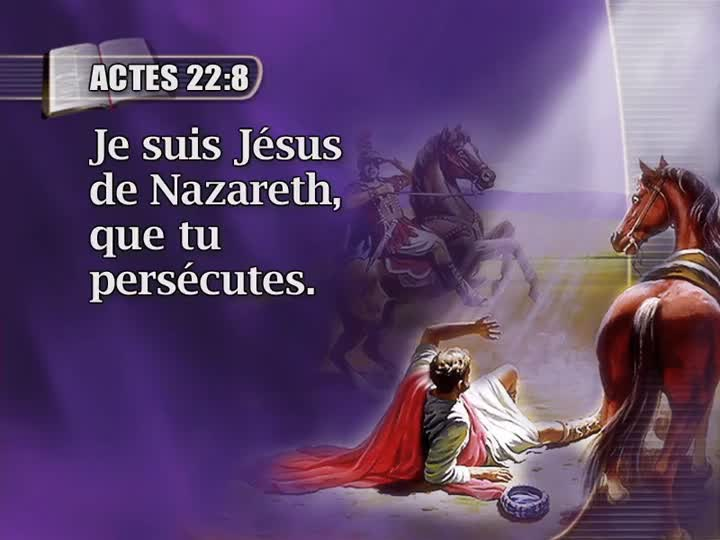 ACTES 22:8
Je suis Jésus
de Nazareth,
que tu
persécutes.